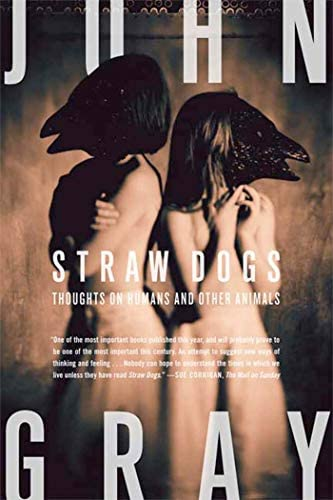 JOHN
STRAW DOGS
THOUGHTS ON HUMANS AND OTHER ANIMALS
"One of the most important books published this year, and will probably prove to
be one of the most important this century. An attempt to suggest new ways of
thinking and feeling . . . Nobody can hope to understand the times in which we
live unless they have read Straw Dogs." —SUE CORRIGAN, The Mail on Sunday
GRAY